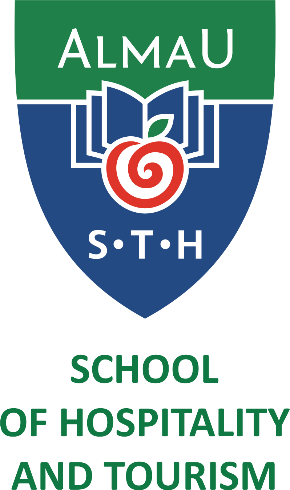 ALMAU
S•T•H
SCHOOL
OF HOSPITALITY
AND TOURISM